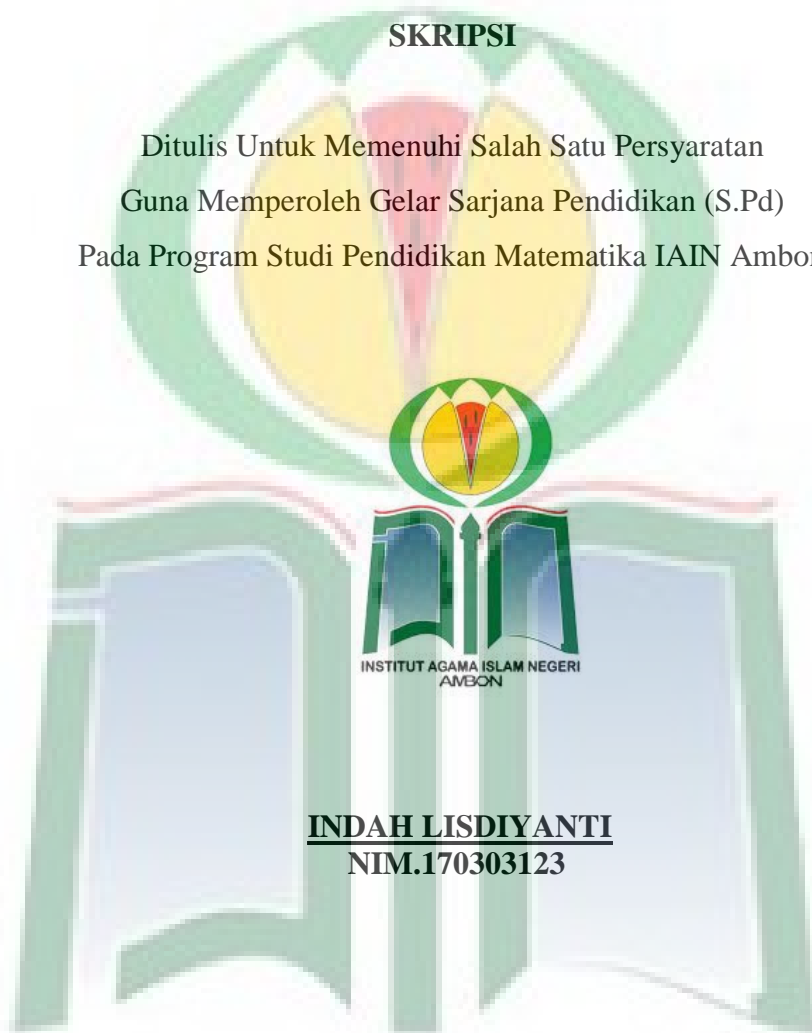 SKRIPSI
Ditulis Untuk Memenuhi Salah Satu Persyaratan
Guna Memperoleh Gelar Sarjana Pendidikan (S.Pd)
Pada Program Studi Pendidikan Matematika IAIN Ambon
INSTITUT AGAMA ISLAM NEGERI
AMBON
INDAH LISDIYANTI
NIM.170303123